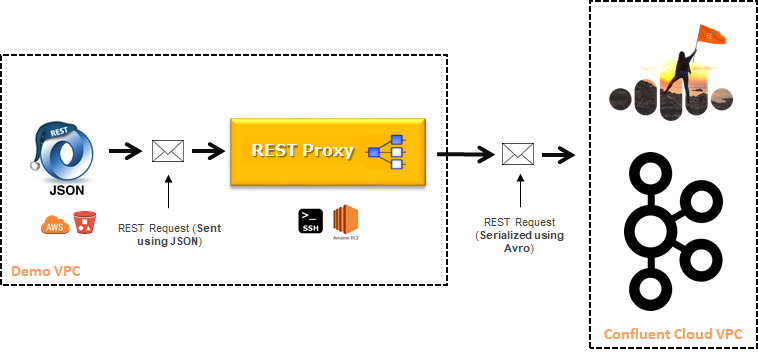 REST
JSON
AWS
REST Request (Sent
using JSON)
REST Proxy
>_
SSH
Amazon EC2
Demo VPC
REST Request
(Serialized using
Avro)
Confluent Cloud VPC